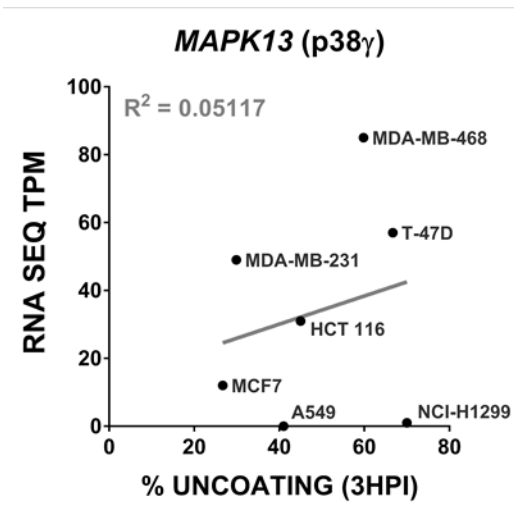 MAPK13 (p38γ)
R² = 0.05117
100
80
60
40
20
0
RNA SEQ TPM
MDA-MB-468
T-47D
MDA-MB-231
HCT 116
MCF7
A549
NCI-H1299
0 20 40 60 80
% UNCOATING (3HPI)